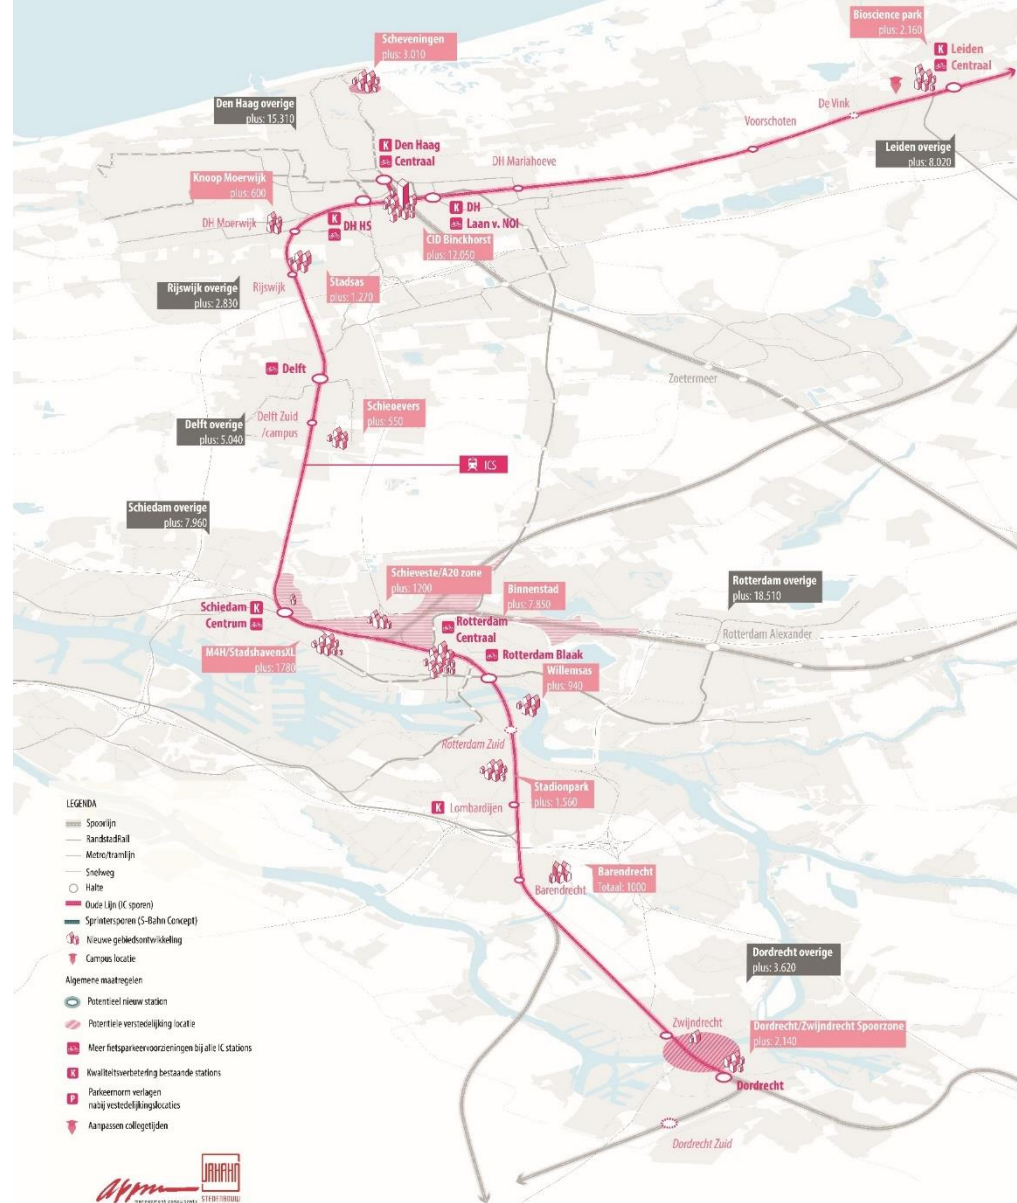 Bioscience park
plus: 2.160
K Leiden
Centraal
Scheveningen
plus: 3.010
De Vink
Den Haag overige
plus: 15.310
Voorschoten
K Den Haag
Centraal
Leiden overige
plus: 8.020
DH Mariahoeve
Knoop Moerwijk
plus: 600
K DH
Laan v. NOI
DH Moerwijk
K
DH HS
CID Binckhorst
plus: 12.050
Rijswijk overige
plus: 2.830
Rijswijk
Stadsas
plus: 1.270
Delft
Zoetermeer
Delft overige
plus: 5.040
Delft Zuid
/campus
Schieoevers
plus: 550
ICS
Schiedam overige
plus: 7.960
Schieveste/A20 zone
plus: 1200
Binnenstad
plus: 7.850
Rotterdam overige
plus: 18.510
Schiedam K
Centrum
Rotterdam
Centraal
Rotterdam Alexander
M4H/StadshavensXL
plus: 1780
Rotterdam Blaak
Willemsas
plus: 940
Rotterdam Zuid
Stadionpark
plus: 1.560
K Lombardijen
Barendrecht
Barendrecht
Totaal: 1000
Dordrecht overige
plus: 3.620
Zwijndrecht
Dordrecht/Zwijndrecht Spoorzone
plus: 2.140
Dordrecht
Dordrecht Zuid
LEGENDA
Spoorlijn
RandstadRail
Metro/tramlijn
Snelweg
Halte
Oude Lijn (IC sporen)
Sprintersporen (S-Bahn Concept)
Nieuwe gebiedsontwikkeling
Campus locatie
Algemene maatregelen
Potentieel nieuw station
Potentiele verstedelijking locatie
Meer fietsparkeervoorzieningen bij alle IC stations
K Kwaliteitsverbetering bestaande stations
P Parkeernorm verlagen
nabij vestedelijkingslocaties
Aanpassen collegetijden
appm
management consultants
JAHAHN
STEDENBOUW